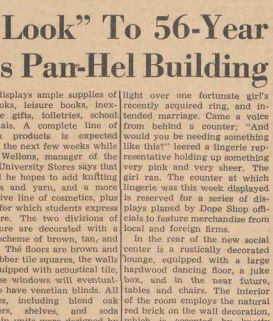 Look" To 56-Year
s Pan-Hel Building
displays ample supplies of
oks, leisure books, inex-
e gifts, toiletries, school
als. A complete line of
products is expected
the next few weeks while
Wellons, manager of the
University Stores says that
he hopes to add knitting
s and yarn, and a more
ive line of cosmetics, plus
for which students express
re. The two divisions of
ore are decorated with a
scheme of brown, tan, and
The floors are brown and
bber tile squares, the walls
uipped with acoustical tile,
e windows will eventual-
o have venetian blinds. All
es, including blond oak
ers, shelves, and soda
light over one fortunate girl's
recently acquired ring, and in-
tended marriage. Came a voice
from behind a counter; "And
would you be needing something
like this?" leered a lingerie rep-
resentative holding up something
very pink and very sheer. The
girl ran. The counter at which
lingerie was this week displayed
is reserved for a series of dis-
plays planed by Dope Shop offi-
cials to feature merchandise from
local and foreign firms.
In the rear of the new social
center is a rustically decorated
lounge, equipped with a large
hardwood dancing floor, a juke
box, and in the near future,
tables and chairs. The interior
of the room employs the natural
red brick on the wall decoration,